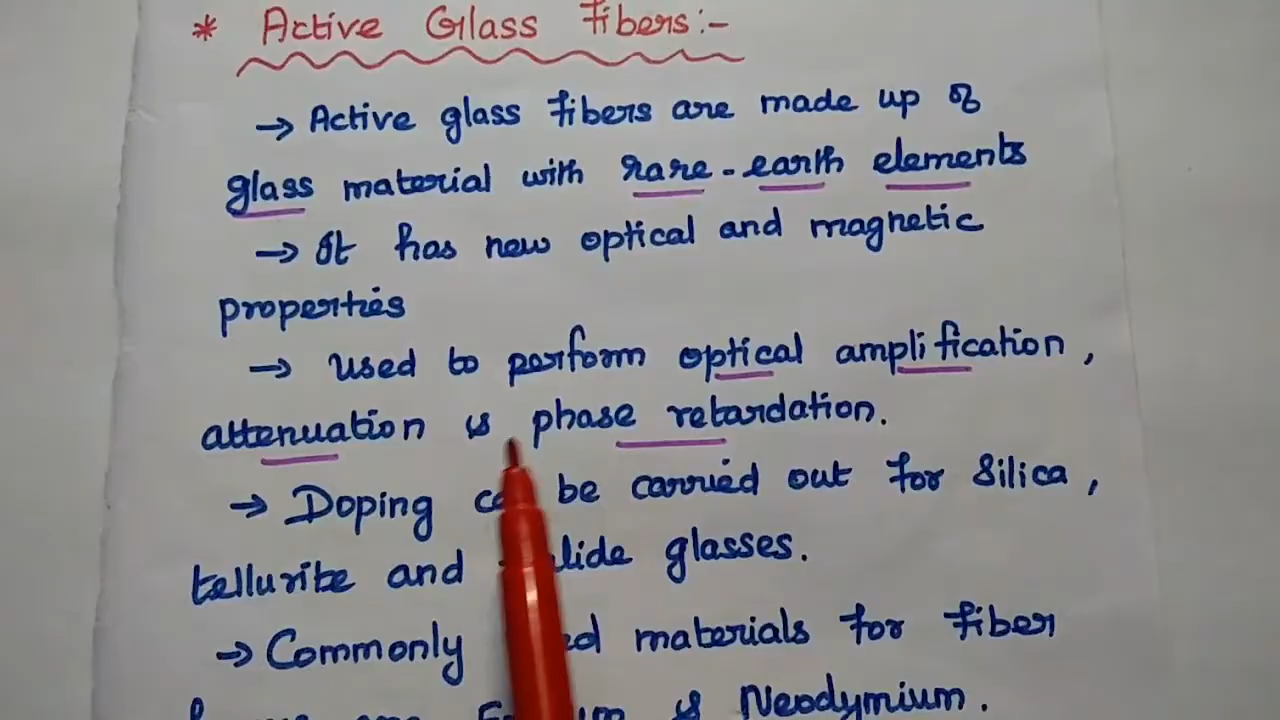 * Active Glass Fibers:-
→ Active glass fibers are made up of
glass material with rare-earth elements
→ It has new optical and magnetic
properties
→ used to perform optical amplification,
attenuation & phase retardation.
→ Doping be carried out for Silica,
tellurite and glasses.
→ Commonly materials for fiber
& Neodymium.